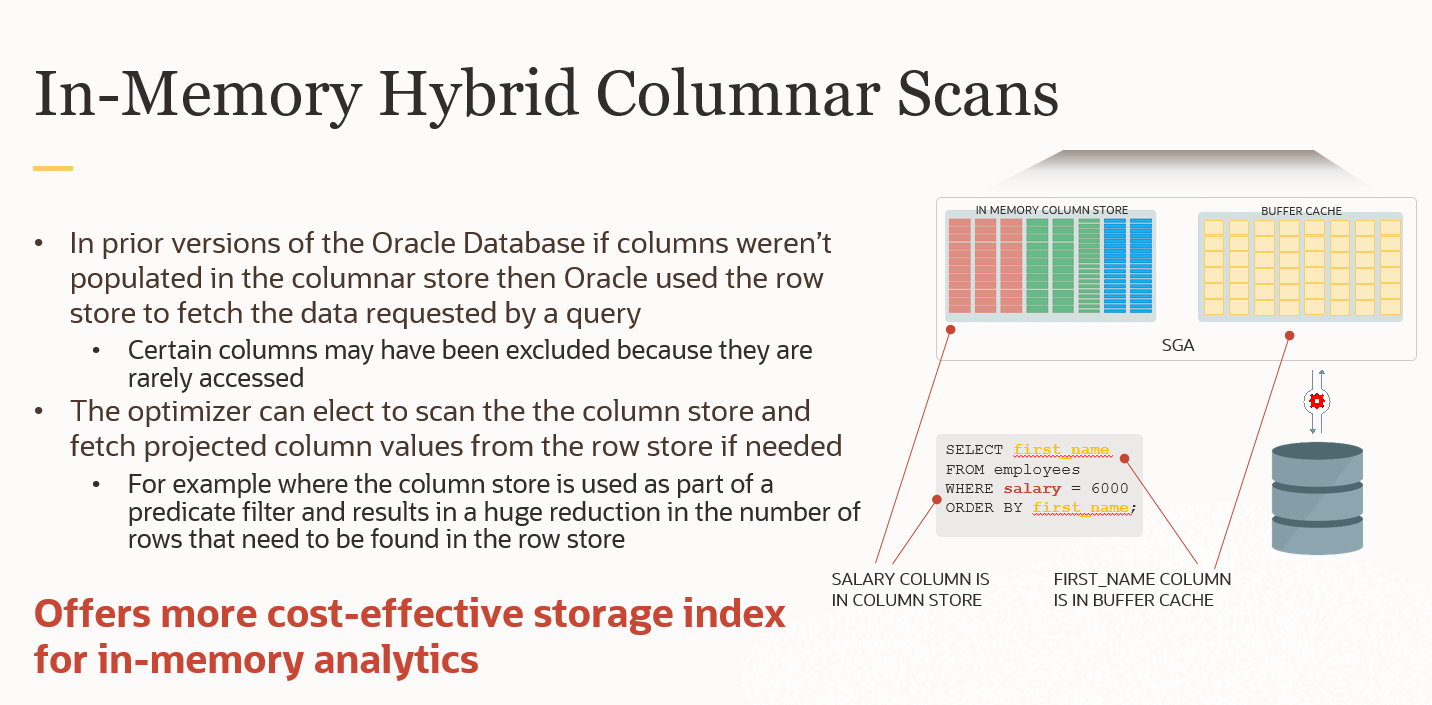 In-Memory Hybrid Columnar Scans
• In prior versions of the Oracle Database if columns weren’t
populated in the columnar store then Oracle used the row
store to fetch the data requested by a query
• Certain columns may have been excluded because they are
rarely accessed
• The optimizer can elect to scan the the column store and
fetch projected column values from the row store if needed
• For example where the column store is used as part of a
predicate filter and results in a huge reduction in the number of
rows that need to be found in the row store
Offers more cost-effective storage index
for in-memory analytics
IN MEMORY COLUMN STORE
BUFFER CACHE
SGA
SELECT first_name
FROM employees
WHERE salary = 6000
ORDER BY first_name;
SALARY COLUMN IS
IN COLUMN STORE
FIRST_NAME COLUMN
IS IN BUFFER CACHE